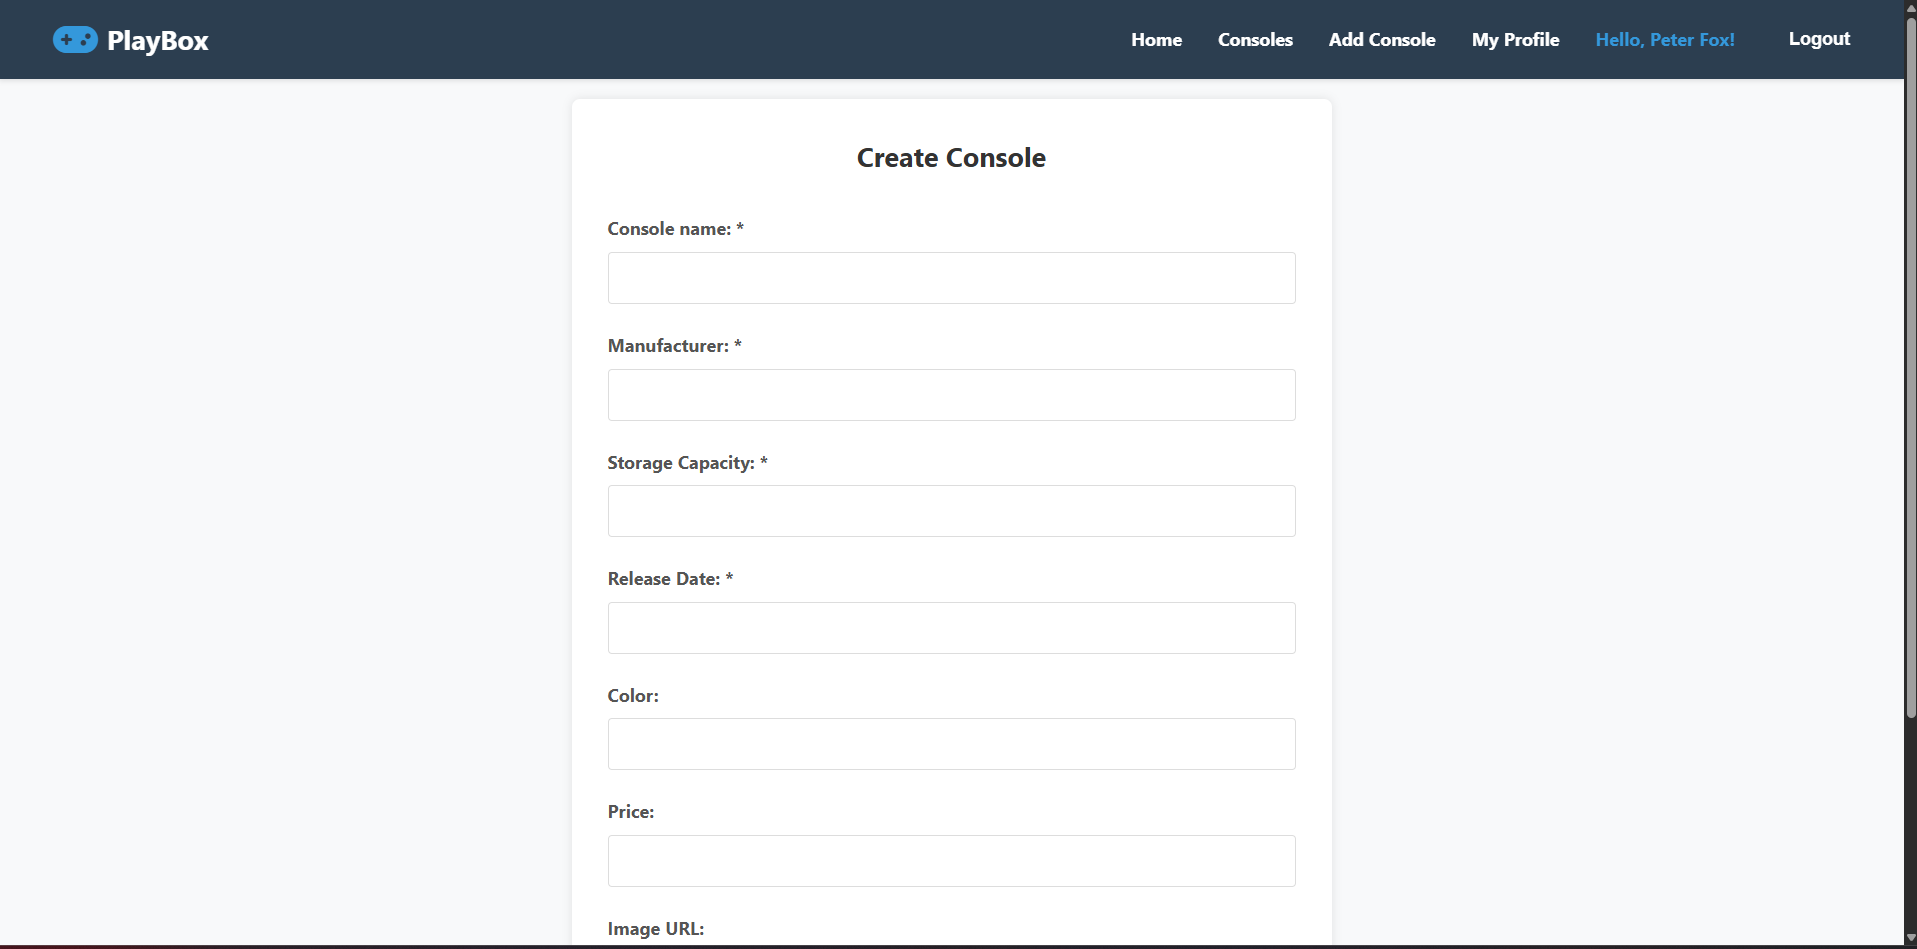 PlayBox
Home Consoles Add Console My Profile Hello, Peter Fox! Logout
Create Console
Console name: *
Manufacturer: *
Storage Capacity: *
Release Date: *
Color:
Price:
Image URL: